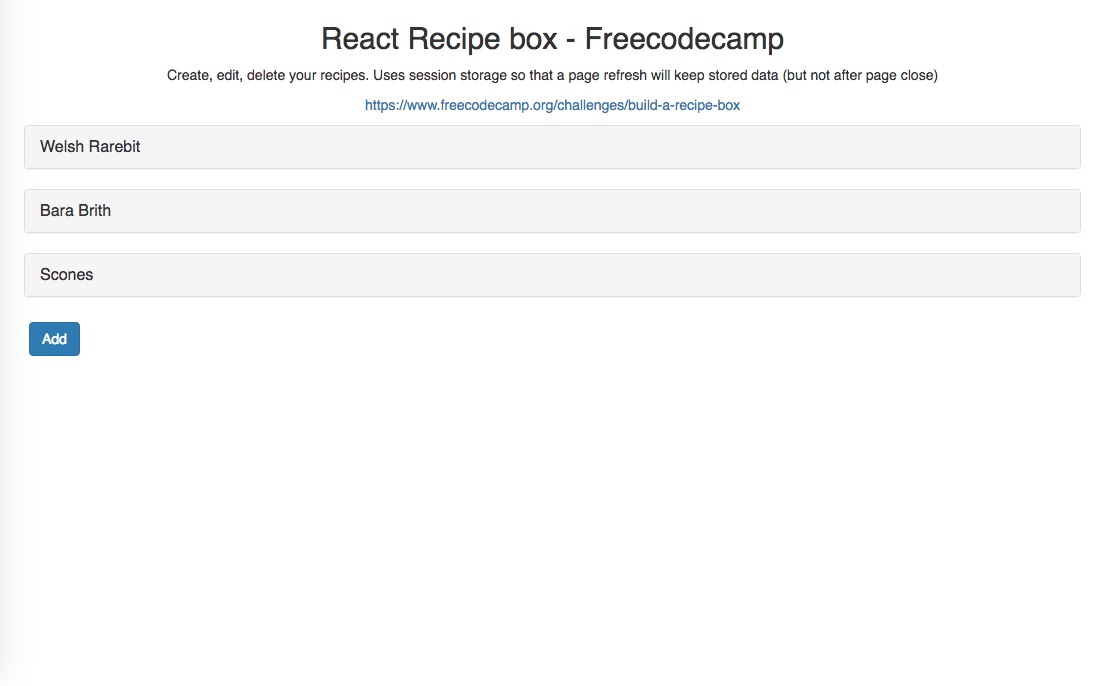 React Recipe box - Freecodecamp
Create, edit, delete your recipes. Uses session storage so that a page refresh will keep stored data (but not after page close)
https://www.freecodecamp.org/challenges/build-a-recipe-box
Welsh Rarebit
Bara Brith
Scones
Add